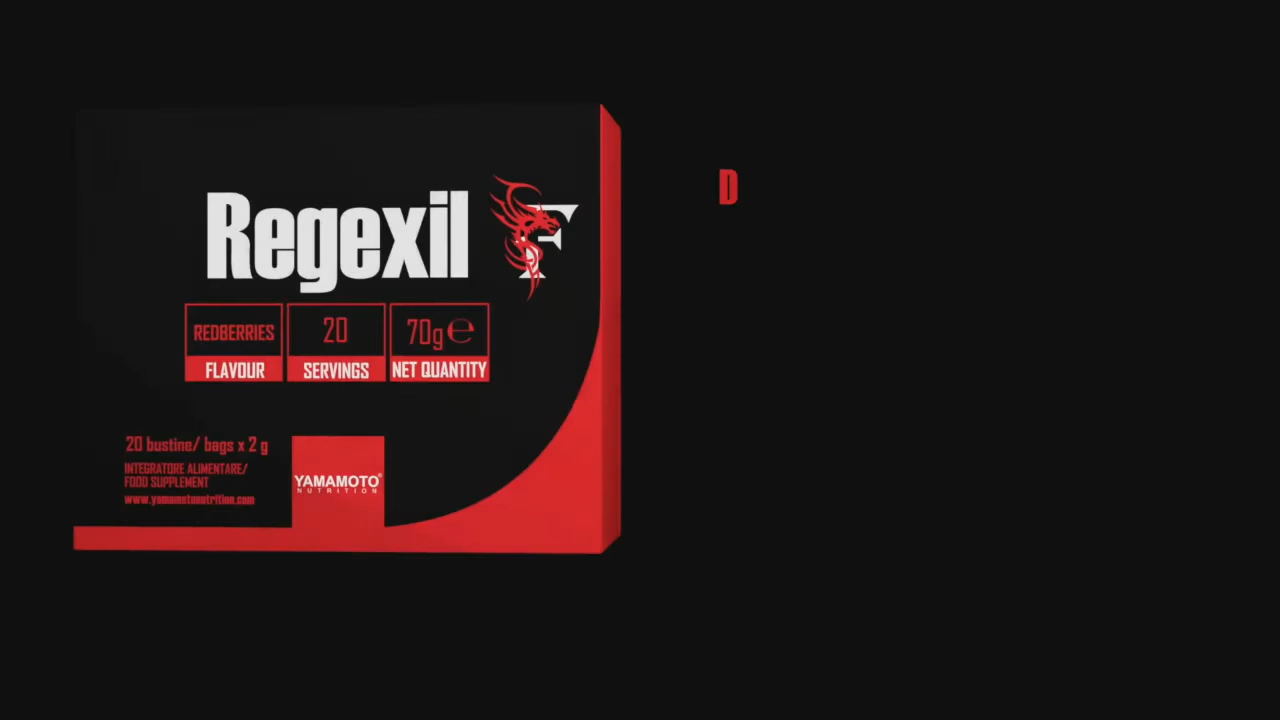 Regexil F
REDBERRIES 20 70g℮
FLAVOUR SERVINGS NET QUANTITY
20 bustine/ bags x 2 g
INTEGRATORE ALIMENTARE/
FOOD SUPPLEMENT
www.yamamotonutrition.com
YAMAMOTO®
NUTRITION
D